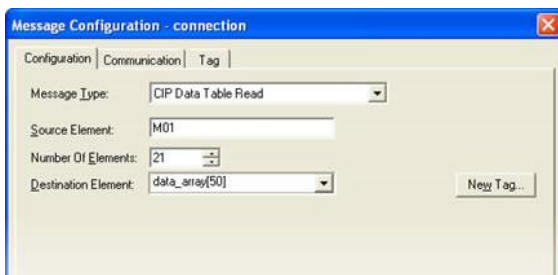 Message Configuration - connection
Configuration Communication Tag
Message Type: CIP Data Table Read
Source Element: M01
Number Of Elements: 21
Destination Element: data_array[50] New Tag...